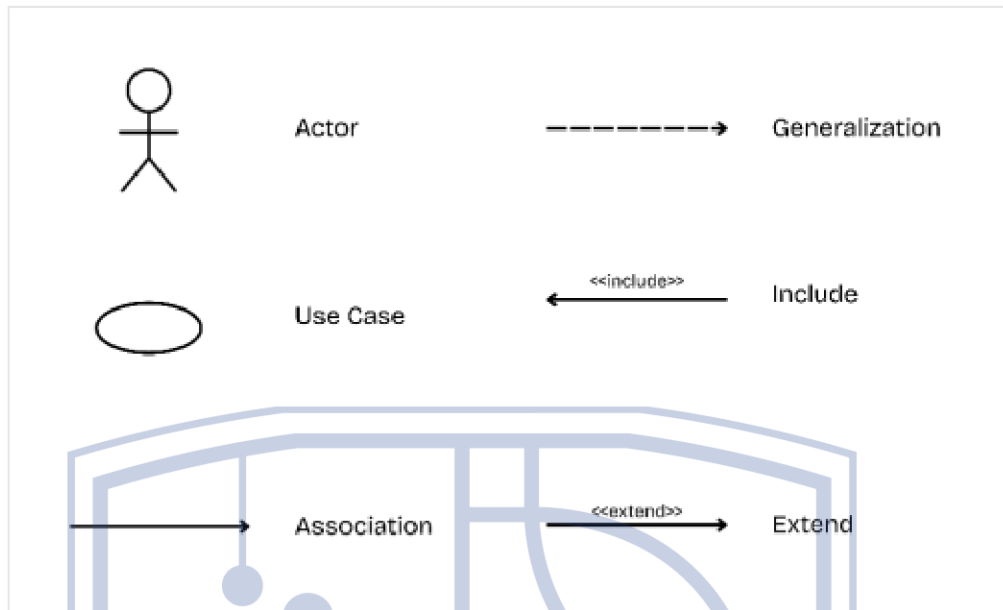 Actor
Generalization
<<include>>
Include
Use Case
<<extend>>
Association
Extend